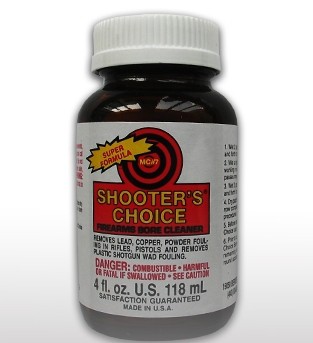 SUPER
FORMULA
MC#7
SHOOTER'S®
CHOICE
FIREARMS BORE CLEANER
REMOVES LEAD, COPPER, POWDER FOUL-
ING IN RIFLES, PISTOLS AND REMOVES
PLASTIC SHOTGUN WAD FOULING.
DANGER: COMBUSTIBLE • HARMFUL
OR FATAL IF SWALLOWED • SEE CAUTION
4 fl. oz. U.S. 118 mL
SATISFACTION GUARANTEED
MADE IN U.S.A.